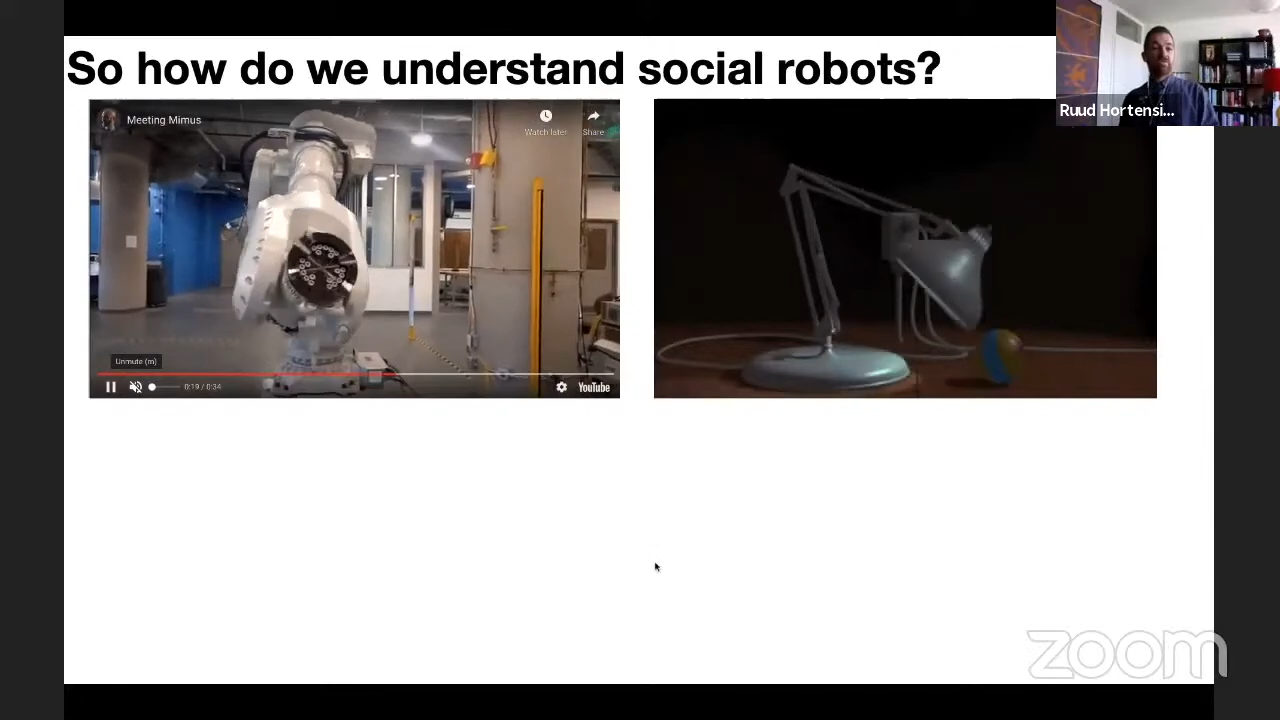 So how do we understand social robots?
Ruud Hortensi...
Meeting Mimus
Watch later
Share
Unmute (m)
0:19 / 0:34
YouTube
zoom